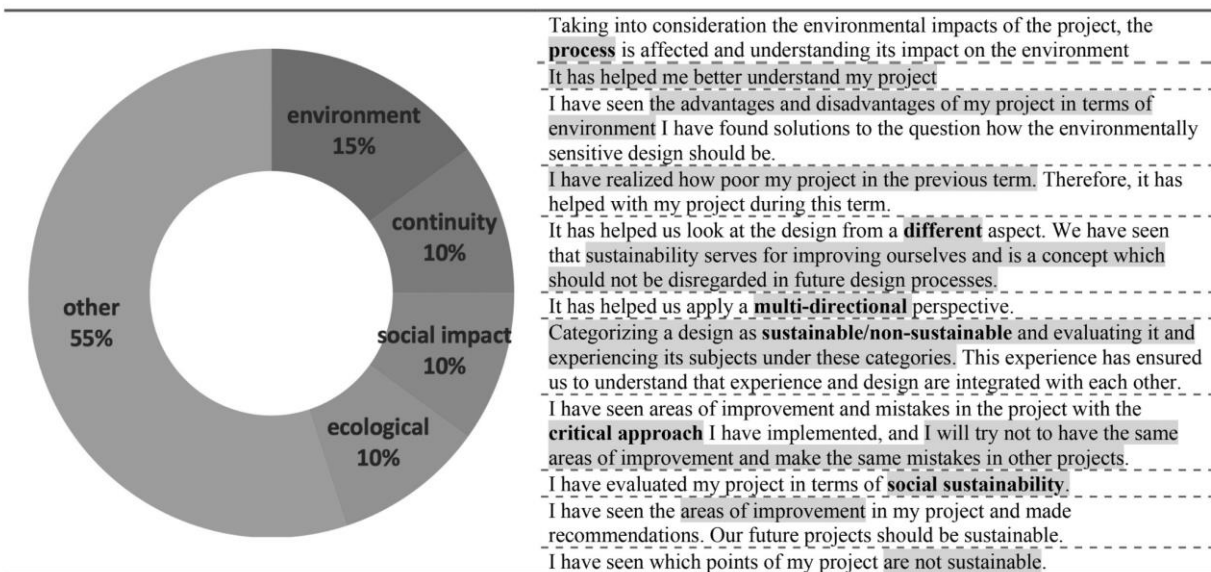 environment
15%
continuity
10%
social impact
10%
ecological
10%
other
55%
Taking into consideration the environmental impacts of the project, the
process is affected and understanding its impact on the environment
It has helped me better understand my project
I have seen the advantages and disadvantages of my project in terms of
environment I have found solutions to the question how the environmentally
sensitive design should be.
I have realized how poor my project in the previous term. Therefore, it has
helped with my project during this term.
It has helped us look at the design from a different aspect. We have seen
that sustainability serves for improving ourselves and is a concept which
should not be disregarded in future design processes.
It has helped us apply a multi-directional perspective.
Categorizing a design as sustainable/non-sustainable and evaluating it and
experiencing its subjects under these categories. This experience has ensured
us to understand that experience and design are integrated with each other.
I have seen areas of improvement and mistakes in the project with the
critical approach I have implemented, and I will try not to have the same
areas of improvement and make the same mistakes in other projects.
I have evaluated my project in terms of social sustainability.
I have seen the areas of improvement in my project and made
recommendations. Our future projects should be sustainable.
I have seen which points of my project are not sustainable.